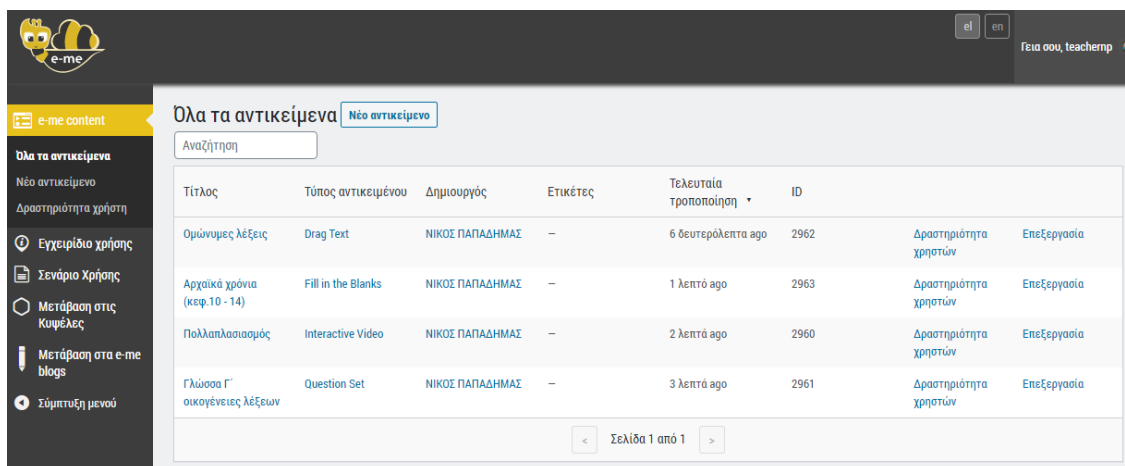 e-me
el en
Γεια σου, teachernp
e-me content
Όλα τα αντικείμενα
Νέο αντικείμενο
Δραστηριότητα χρήστη
Εγχειρίδιο χρήσης
Σενάριο Χρήσης
Μετάβαση στις
Κυψέλες
Μετάβαση στα e-me
blogs
Σύμπτυξη μενού
Όλα τα αντικείμενα Νέο αντικείμενο
Αναζήτηση
Τίτλος Τύπος αντικειμένου Δημιουργός Ετικέτες Τελευταία
τροποποίηση ID
Ομώνυμες λέξεις Drag Text ΝΙΚΟΣ ΠΑΠΑΔΗΜΑΣ — 6 δευτερόλεπτα ago 2962 Δραστηριότητα
χρηστών Επεξεργασία
Αρχαϊκά χρόνια
(κεφ.10 - 14) Fill in the Blanks ΝΙΚΟΣ ΠΑΠΑΔΗΜΑΣ — 1 λεπτό ago 2963 Δραστηριότητα
χρηστών Επεξεργασία
Πολλαπλασιασμός Interactive Video ΝΙΚΟΣ ΠΑΠΑΔΗΜΑΣ — 2 λεπτά ago 2960 Δραστηριότητα
χρηστών Επεξεργασία
Γλώσσα Γ΄
οικογένειες λέξεων Question Set ΝΙΚΟΣ ΠΑΠΑΔΗΜΑΣ — 3 λεπτά ago 2961 Δραστηριότητα
χρηστών Επεξεργασία
< Σελίδα 1 από 1 >